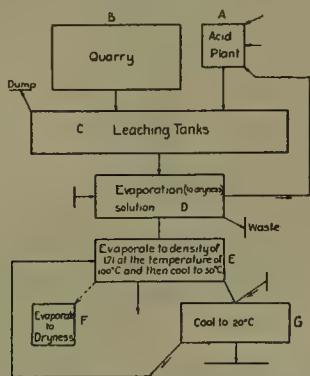 B
A
Quarry
Acid
Plant
Dump
C
Leaching Tanks
Evaporation (to dryness)
solution D
Waste
Evaporate to density of
1.71 at the temperature of
100°C and then cool to 50°C
E
Evaporate
to
Dryness
F
Cool to 20°C
G